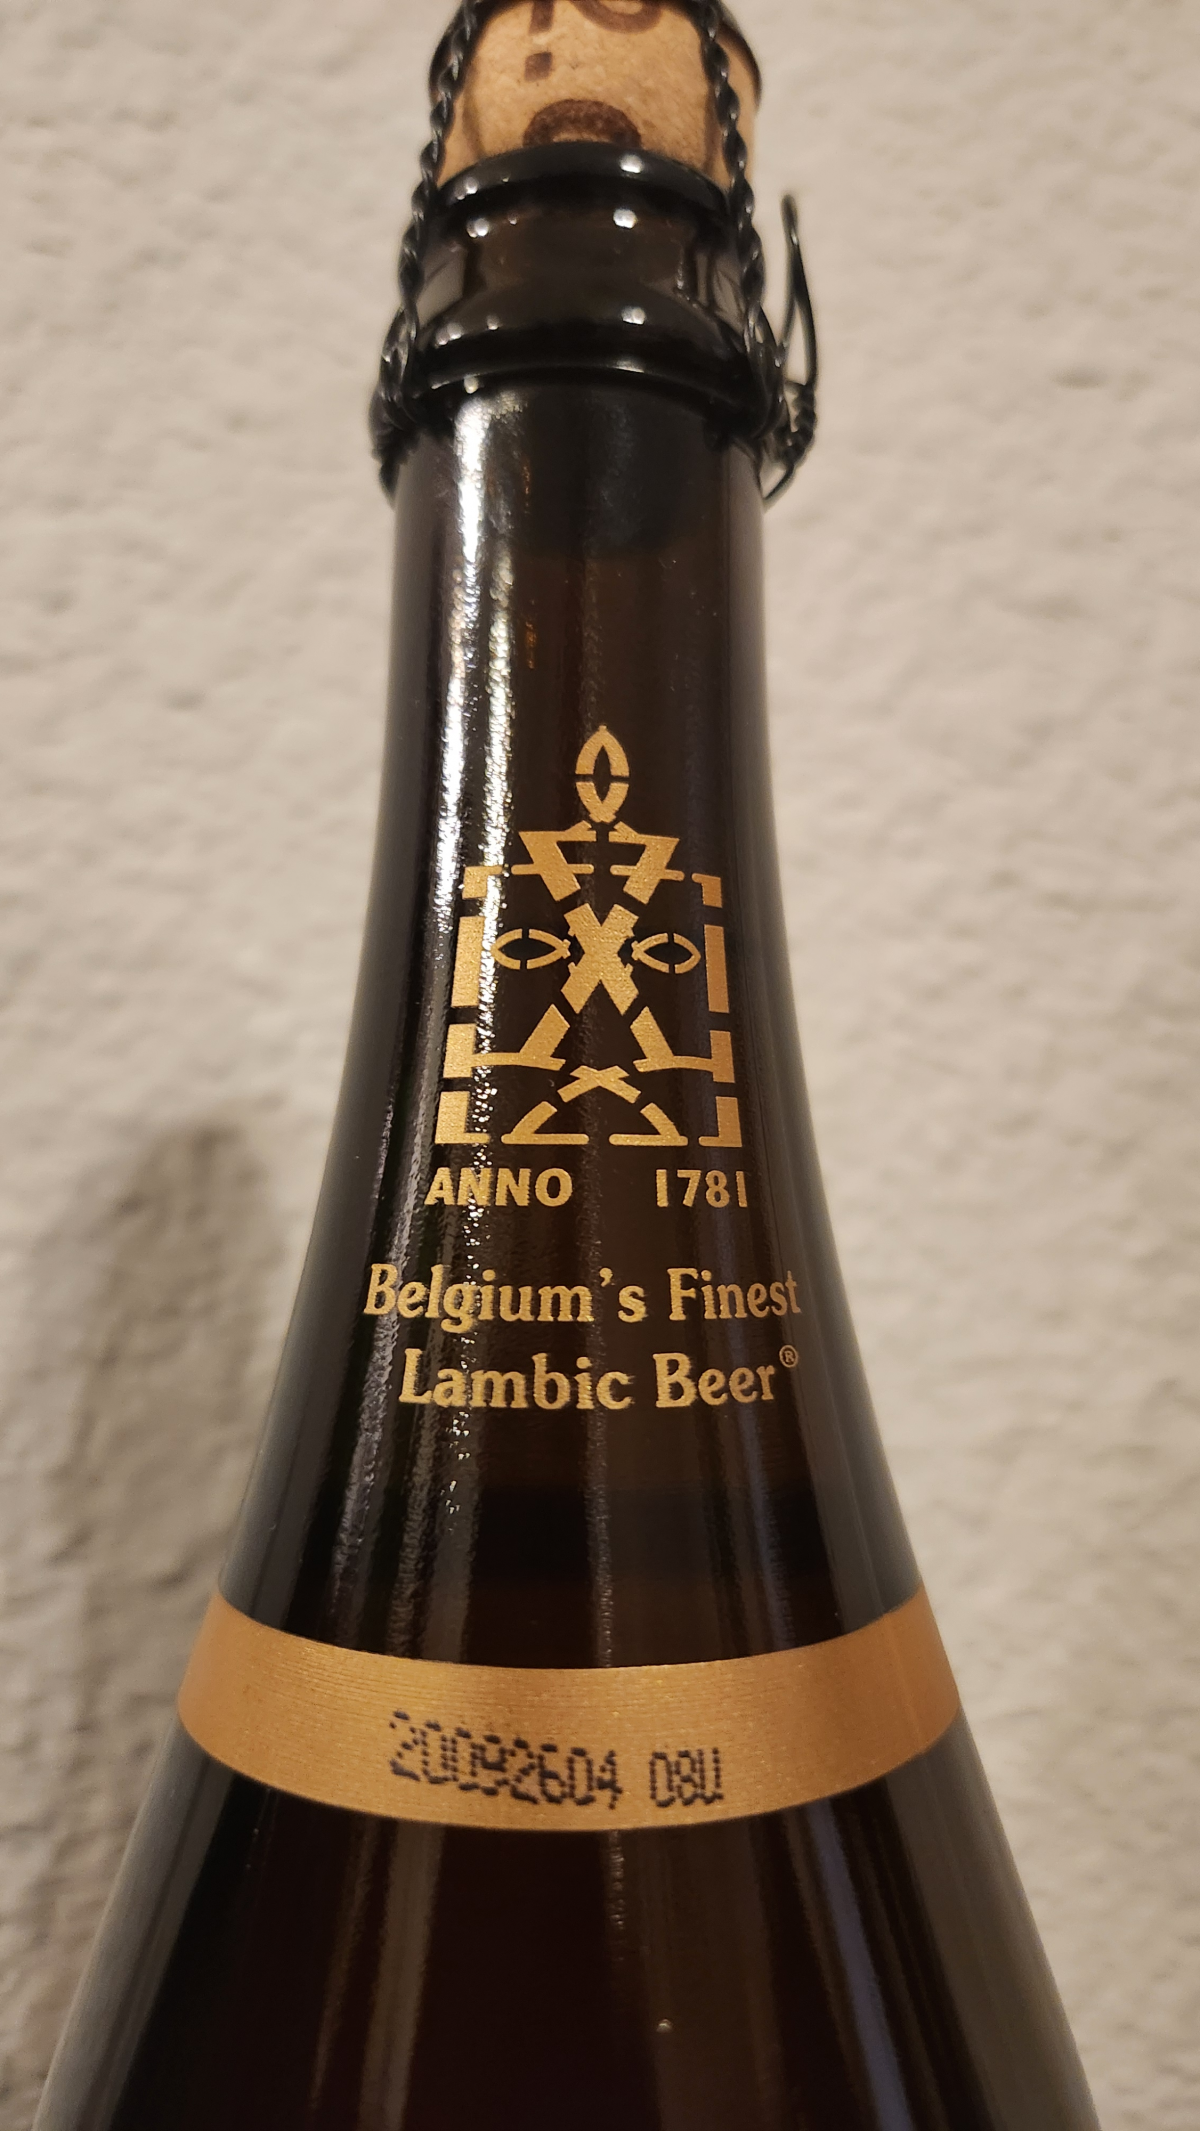 ANNO 1781
Belgium's Finest
Lambic Beer®
20092604 08U